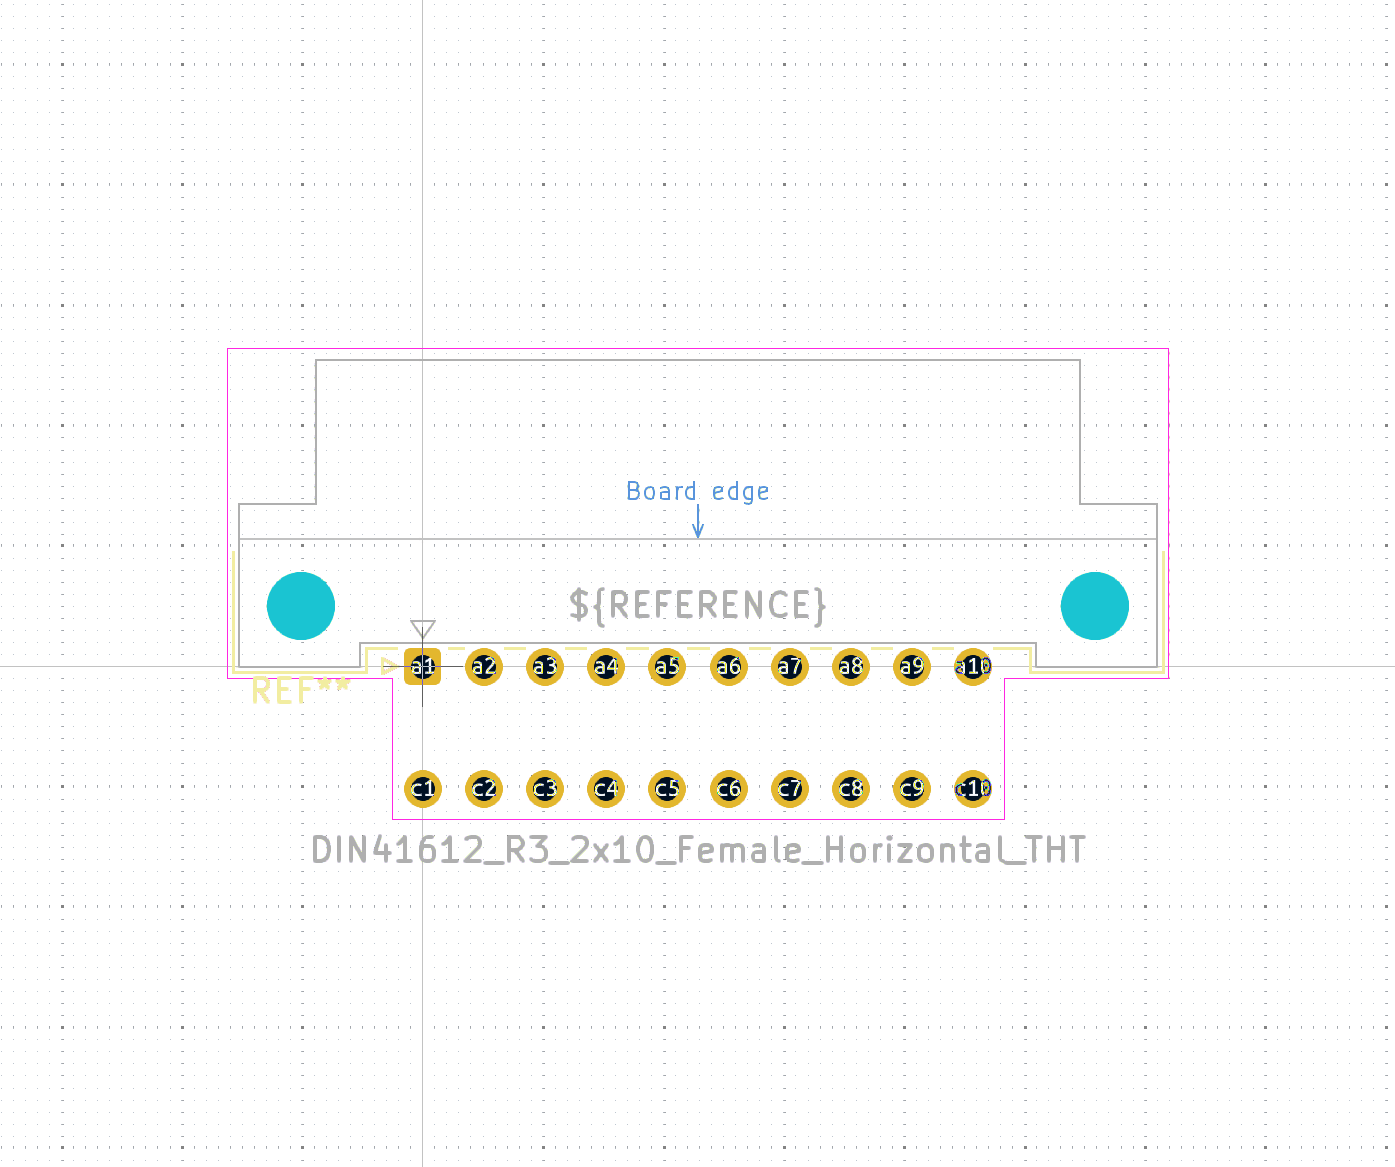 Board edge
${REFERENCE}
a1 a2 a3 a4 a5 a6 a7 a8 a9 a10
REF**
c1 c2 c3 c4 c5 c6 c7 c8 c9 c10
DIN41612_R3_2x10_Female_Horizontal_THT